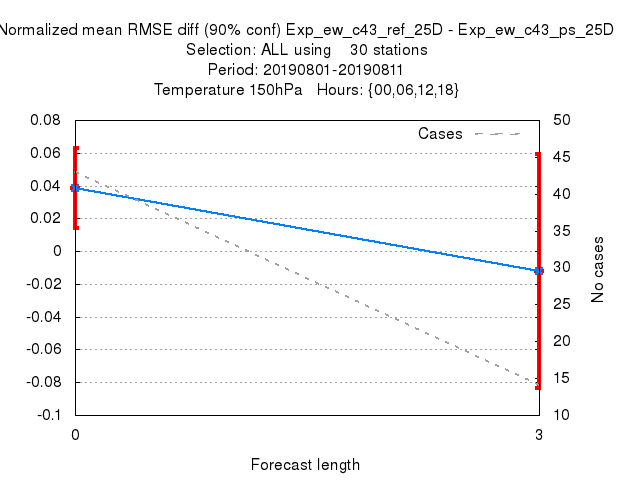 Normalized mean RMSE diff (90% conf) Exp_ew_c43_ref_25D - Exp_ew_c43_ps_25D
Selection: ALL using 30 stations
Period: 20190801-20190811
Temperature 150hPa Hours: {00,06,12,18}
Cases
0.08
0.06
0.04
0.02
0
-0.02
-0.04
-0.06
-0.08
-0.1
50
45
40
35
30
25
20
15
10
No cases
0 3
Forecast length